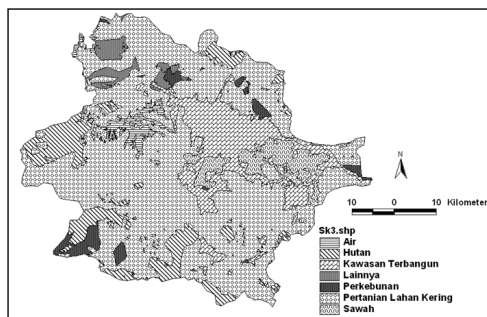 N
10 0 10 Kilometer
Sk3.shp
Air
Hutan
Kawasan Terbangun
Lainnya
Perkebunan
Pertanian Lahan Kering
Sawah